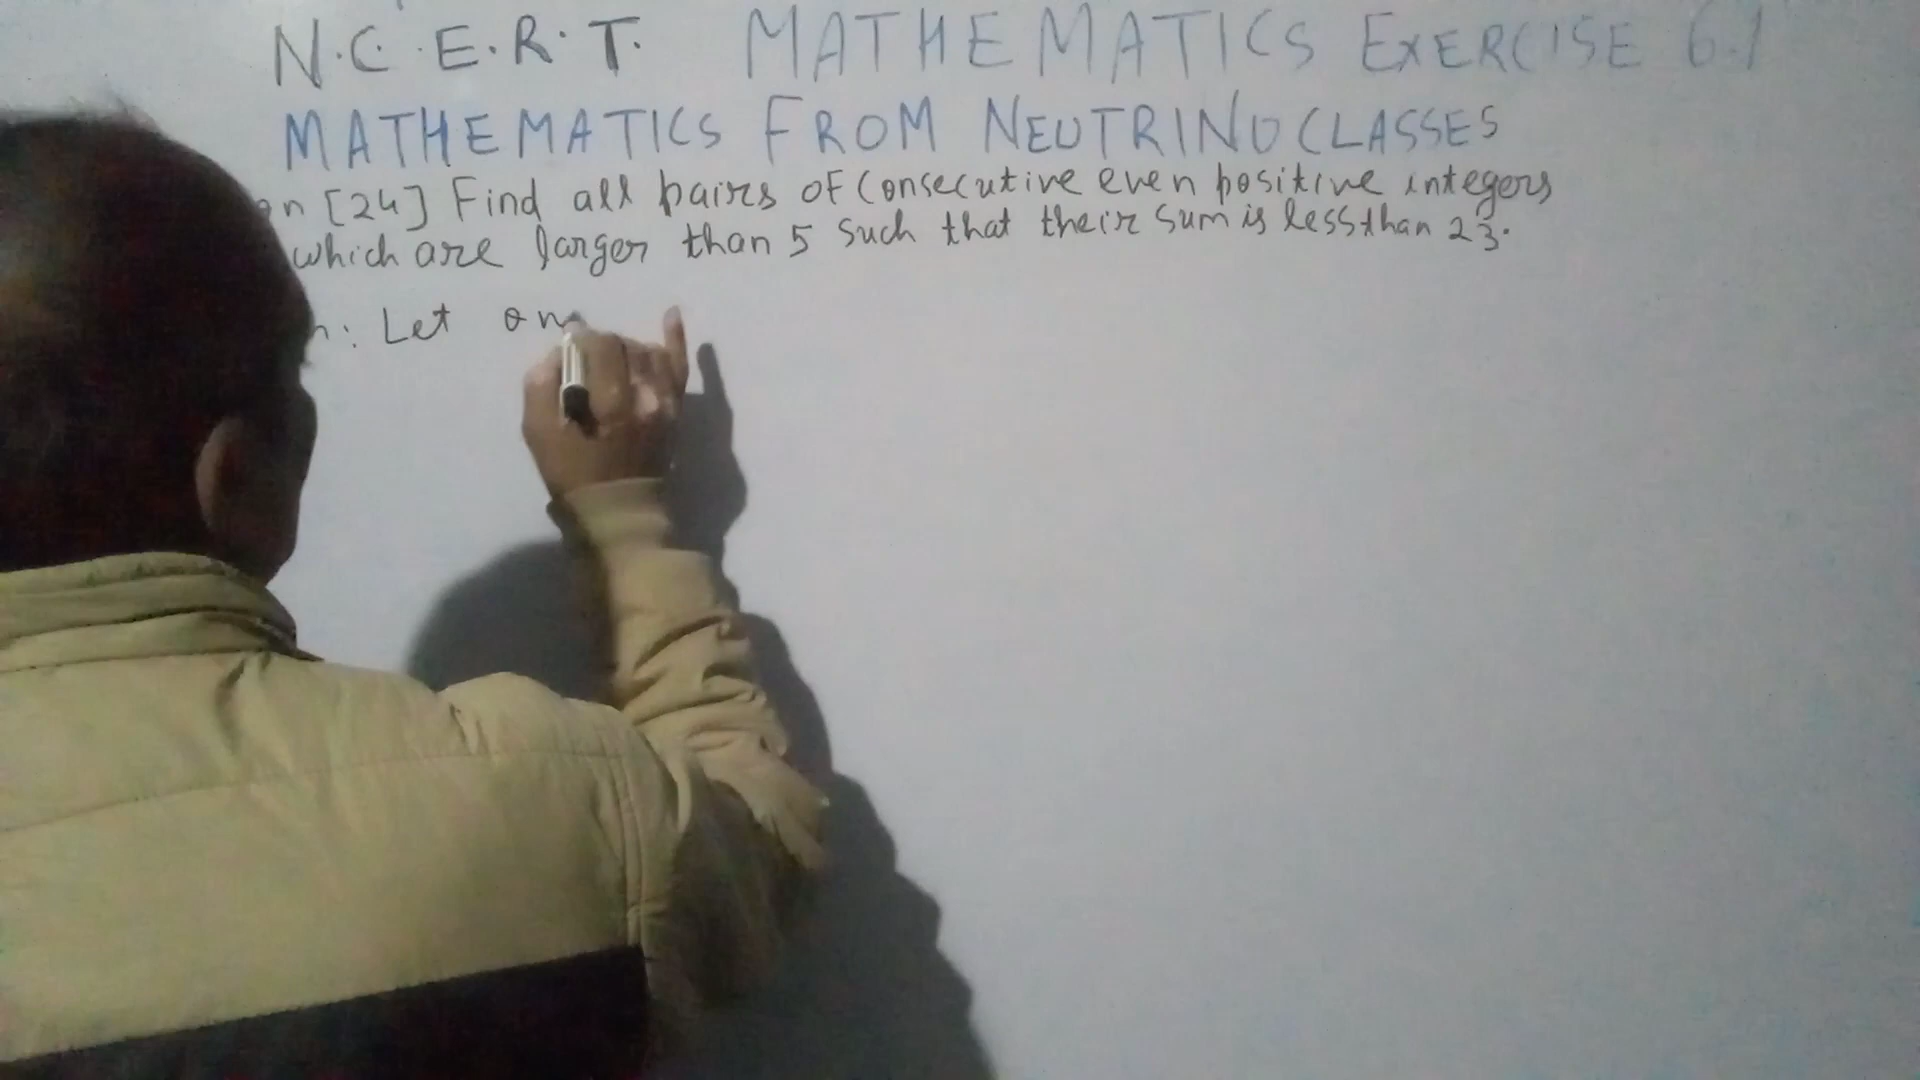 N.C.E.R.T. MATHEMATICS EXERCISE 6.1
MATHEMATICS FROM NEUTRINO CLASSES
[24] Find all pairs of consecutive even positive integers
which are larger than 5 such that their sum is less than 23.
: Let on